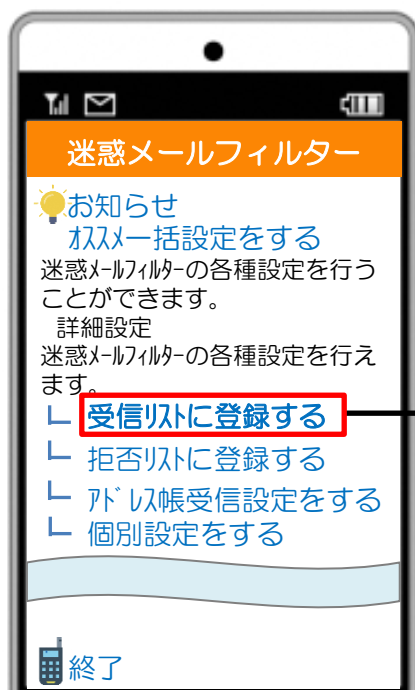 迷惑メールフィルター
お知らせ
ｵｽｽﾒ一括設定をする
迷惑ﾒｰﾙﾌｨﾙﾀｰの各種設定を行う
ことができます。
詳細設定
迷惑ﾒｰﾙﾌｨﾙﾀｰの各種設定を行え
ます。
受信ﾘｽﾄに登録する
拒否ﾘｽﾄに登録する
ｱﾄﾞﾚｽ帳受信設定をする
個別設定をする
終了